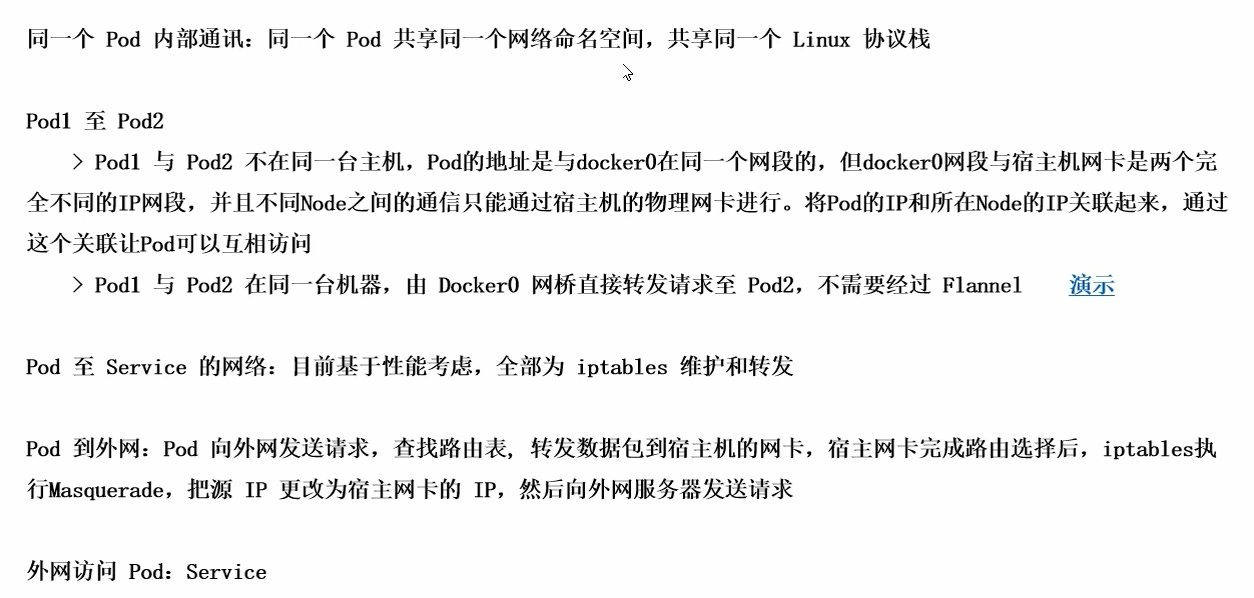 同一个 Pod 内部通讯：同一个 Pod 共享同一个网络命名空间，共享同一个 Linux 协议栈
Pod1 至 Pod2
> Pod1 与 Pod2 不在同一台主机，Pod的地址是与docker0在同一个网段的，但docker0网段与宿主机网卡是两个完
全不同的IP网段，并且不同Node之间的通信只能通过宿主机的物理网卡进行。将Pod的IP和所在Node的IP关联起来，通过
这个关联让Pod可以互相访问
> Pod1 与 Pod2 在同一台机器，由 Docker0 网桥直接转发请求至 Pod2，不需要经过 Flannel 演示
Pod 至 Service 的网络：目前基于性能考虑，全部为 iptables 维护和转发
Pod 到外网：Pod 向外网发送请求，查找路由表, 转发数据包到宿主机的网卡，宿主网卡完成路由选择后，iptables执
行Masquerade，把源 IP 更改为宿主网卡的 IP，然后向外网服务器发送请求
外网访问 Pod：Service